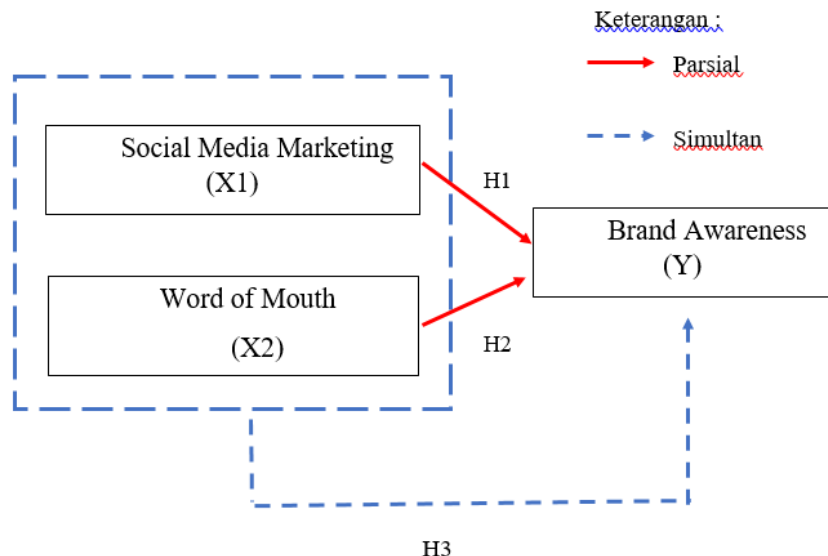 Keterangan :
Parsial
Simultan
Social Media Marketing
(X1)
H1
Brand Awareness
(Y)
Word of Mouth
(X2)
H2
H3